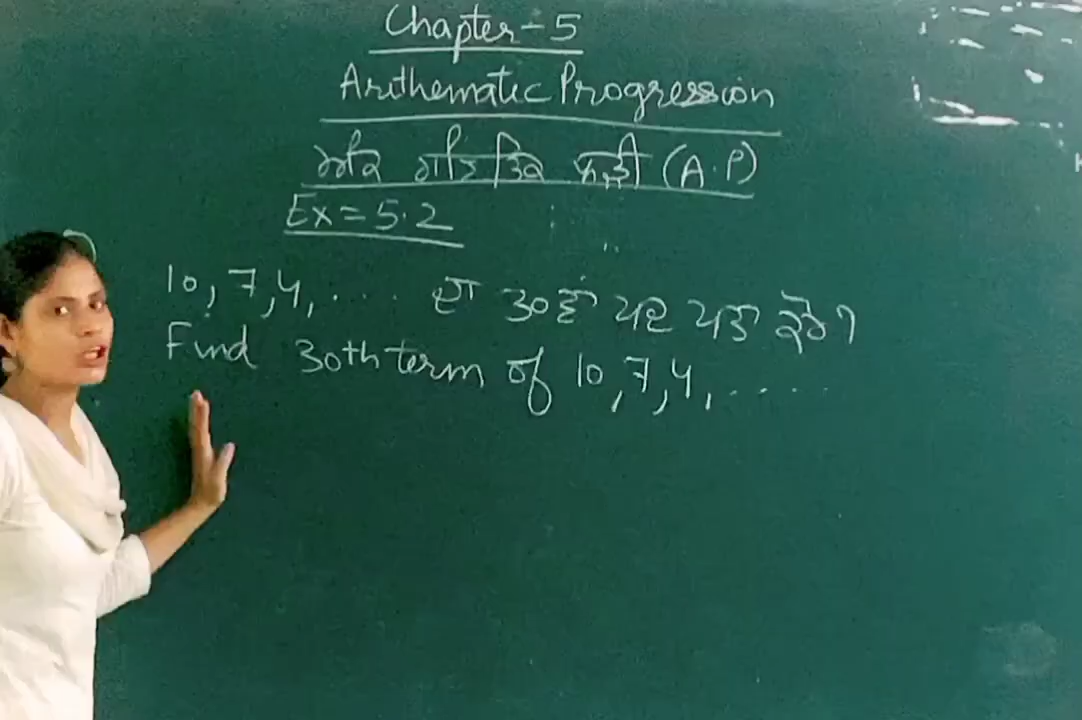 Chapter-5
Arithematic Progression
ਅੰਕ ਗਣਿਤਿਕ ਲੜੀ (A.P)
Ex = 5.2
10, 7, 4, .... ਦਾ 30ਵਾਂ ਪਦ ਪਤਾ ਕਰੋ?
Find 30th term of 10, 7, 4, .....